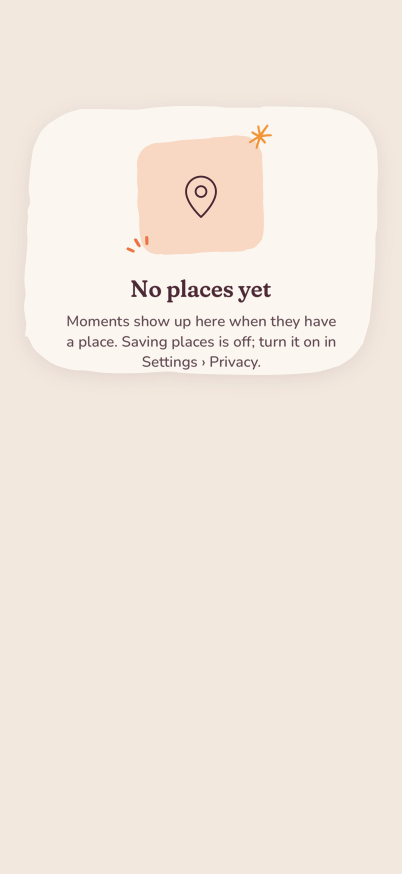 No places yet
Moments show up here when they have
a place. Saving places is off; turn it on in
Settings › Privacy.